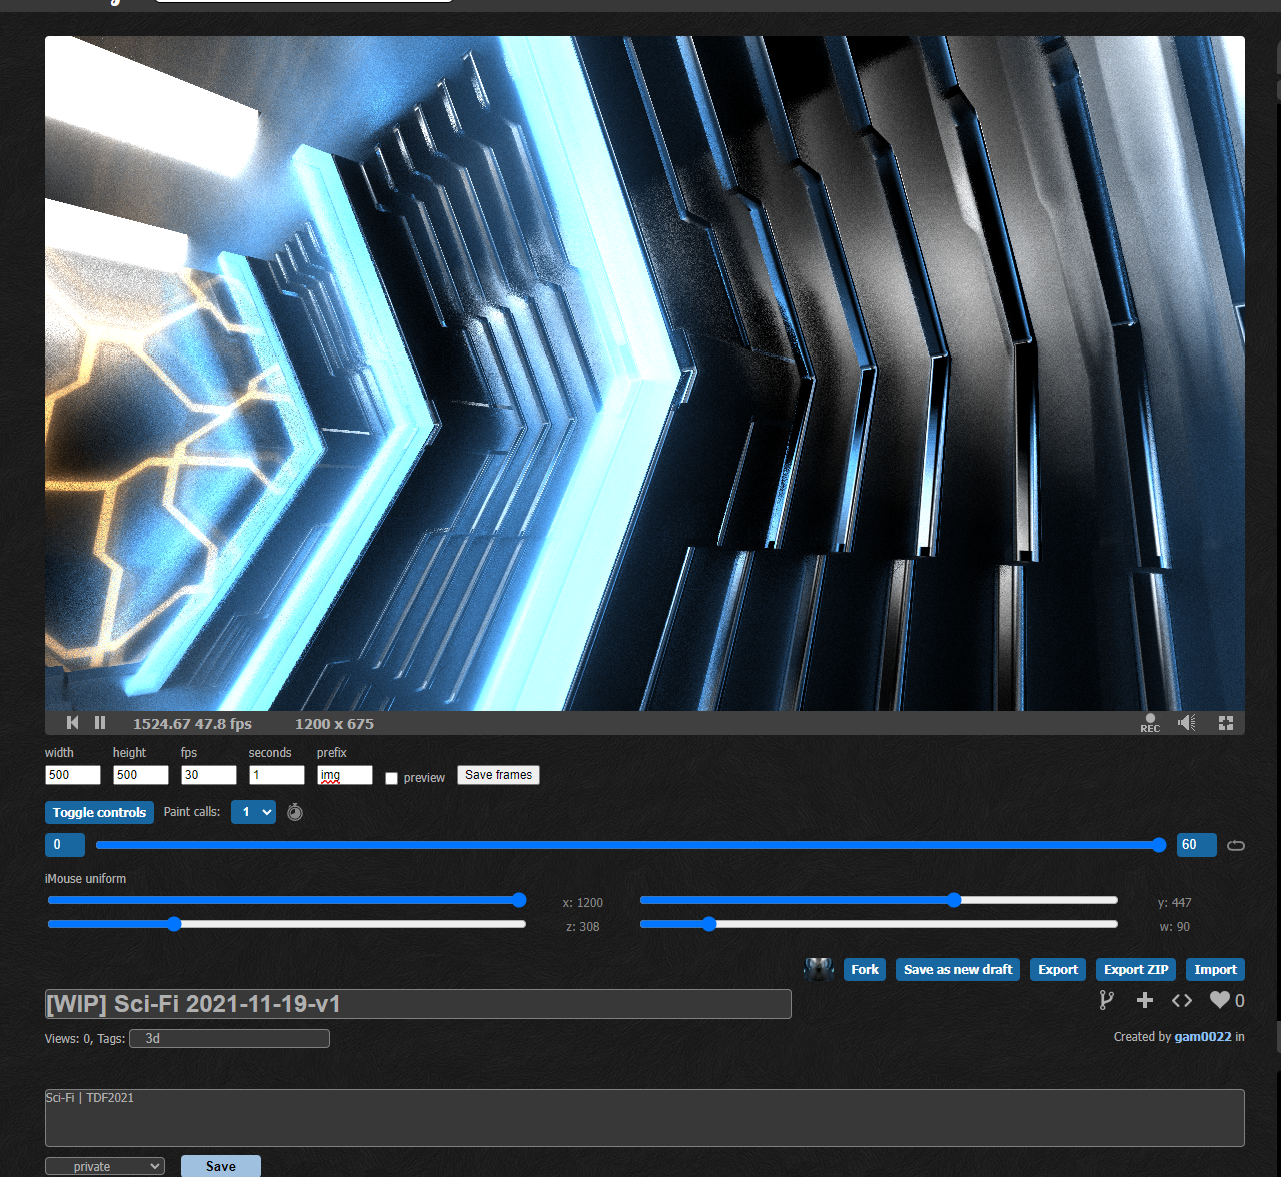 1524.67 47.8 fps 1200 x 675 REC
width height fps seconds prefix
500 500 30 1 img preview Save frames
Toggle controls Paint calls: 1
0 60
iMouse uniform
x: 1200 y: 447
z: 308 w: 90
Fork Save as new draft Export Export ZIP Import
[WIP] Sci-Fi 2021-11-19-v1 0
Views: 0, Tags: 3d Created by gam0022 in
Sci-Fi | TDF2021
private Save